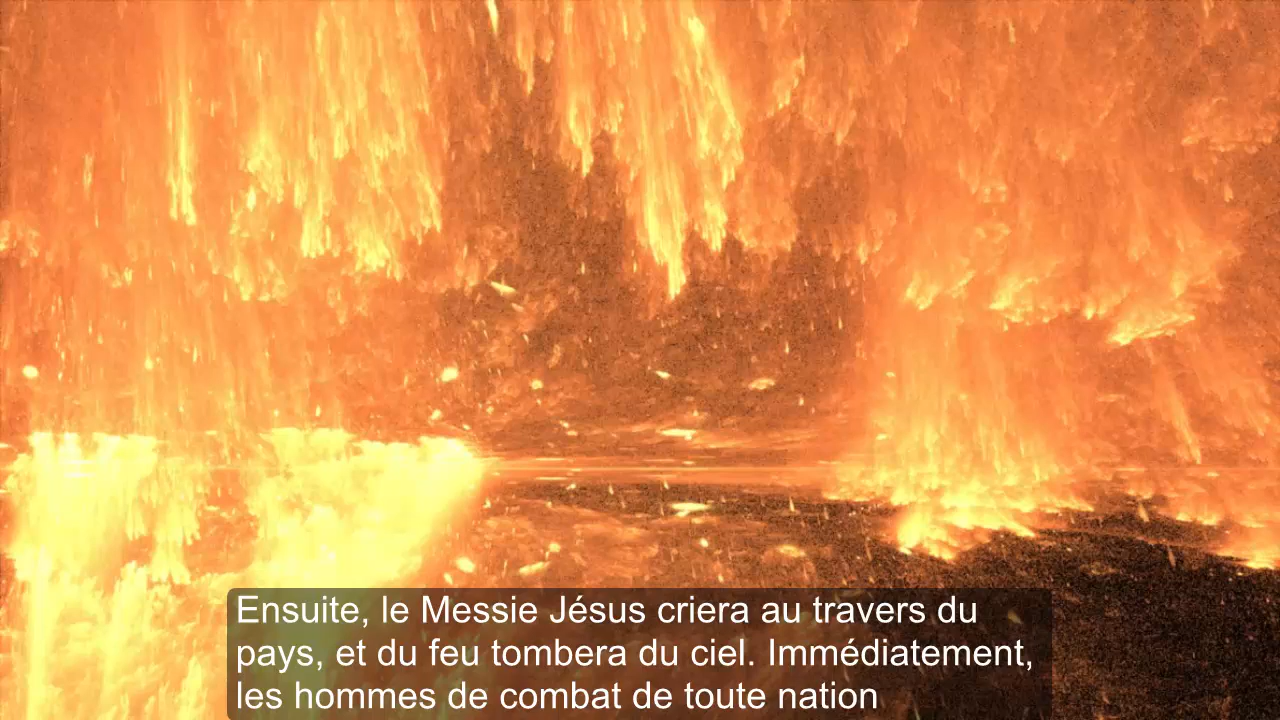 Ensuite, le Messie Jésus criera au travers du
pays, et du feu tombera du ciel. Immédiatement,
les hommes de combat de toute nation